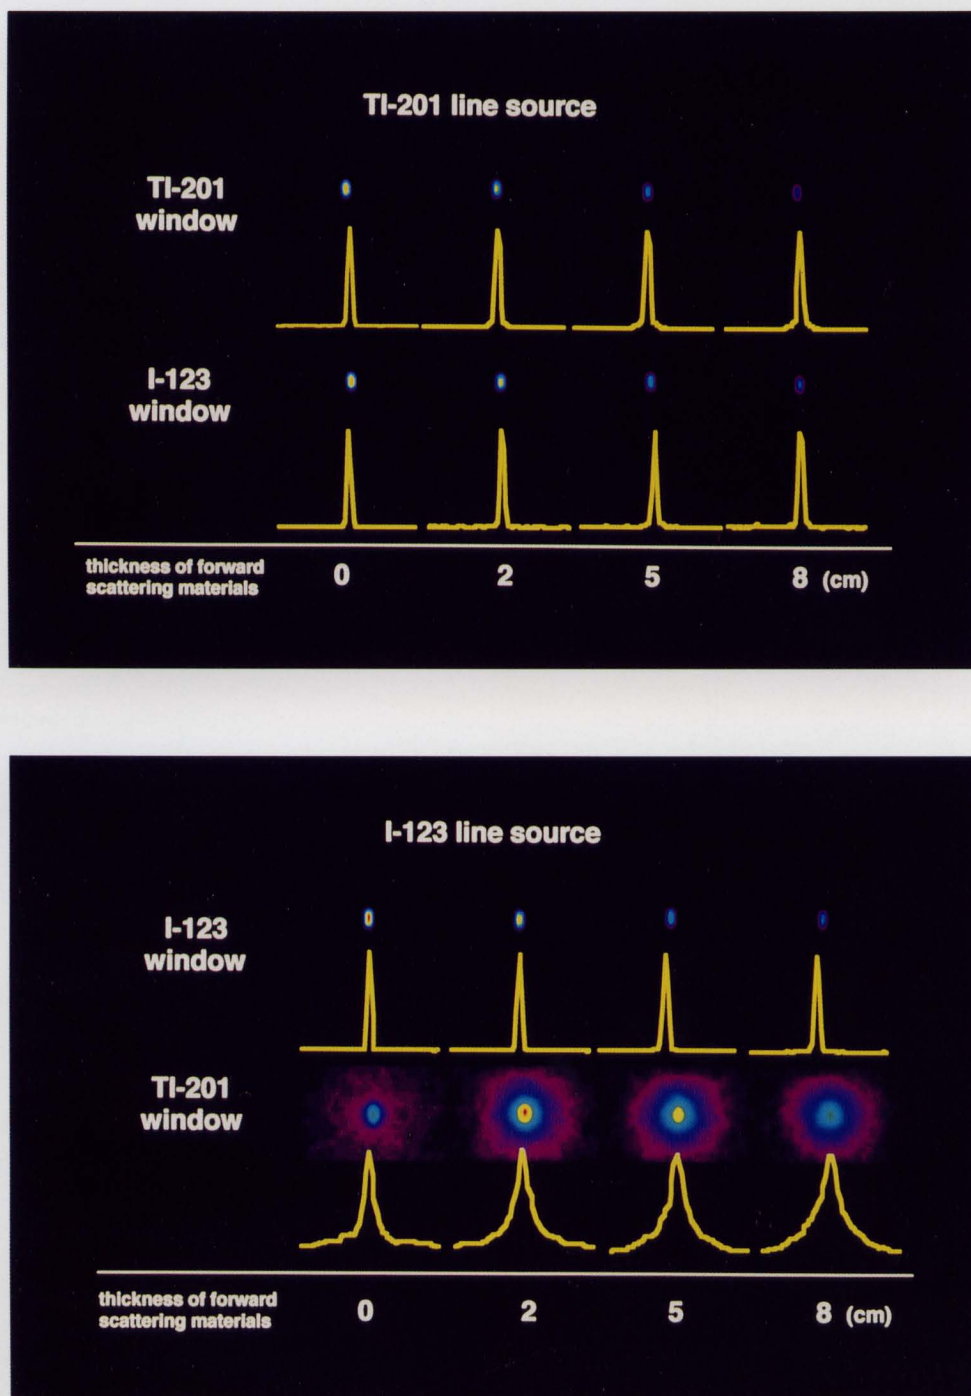 Tl-201 line source
Tl-201
window
I-123
window
thickness of forward
scattering materials
0 2 5 8 (cm)
I-123 line source
I-123
window
Tl-201
window
thickness of forward
scattering materials
0 2 5 8 (cm)